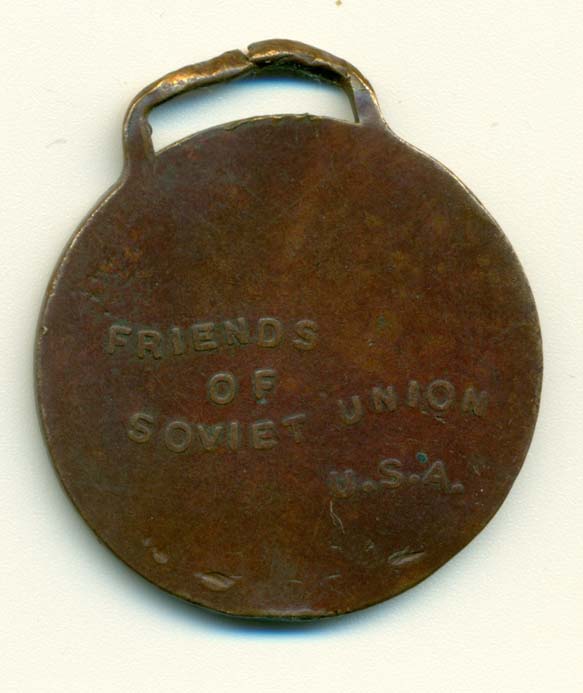 FRIENDS
OF
SOVIET UNION
U.S.A.